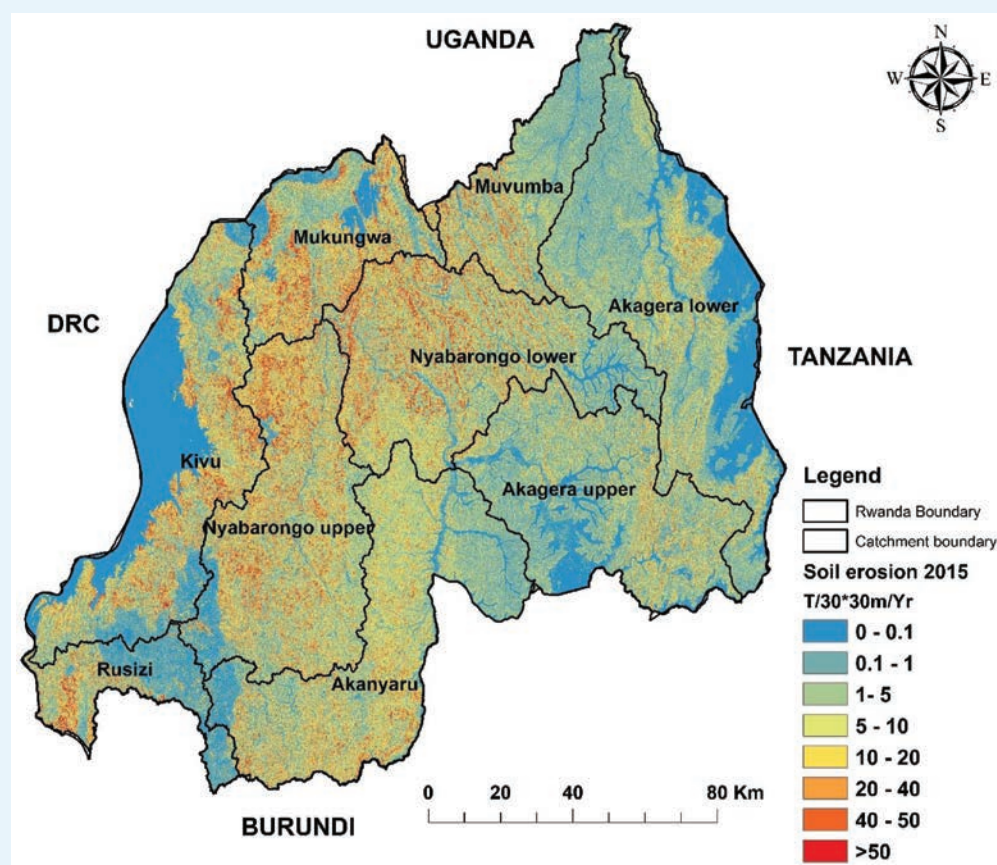 UGANDA
N
W E
S
Muvumba
Mukungwa
Akagera lower
DRC
Nyabarongo lower
TANZANIA
Kivu
Akagera upper
Nyabarongo upper
Rusizi
Akanyaru
BURUNDI
0 20 40 80 Km
Legend
Rwanda Boundary
Catchment boundary
Soil erosion 2015
T/30*30m/Yr
0 - 0.1
0.1 - 1
1- 5
5 - 10
10 - 20
20 - 40
40 - 50
>50